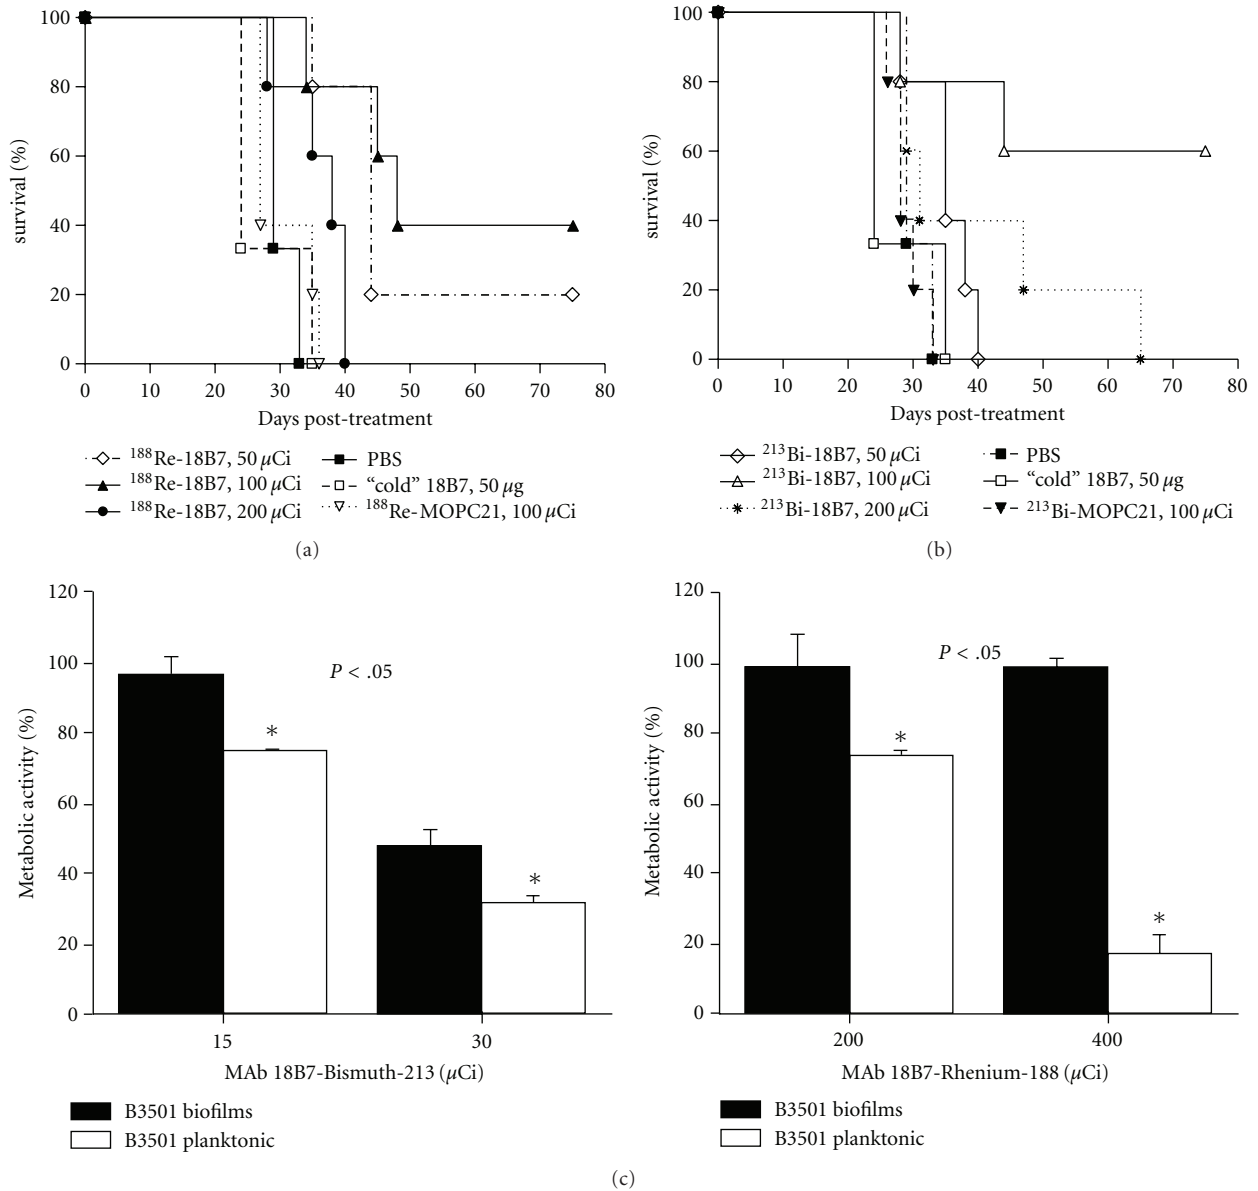 100
80
60
40
20
0
survival (%)
0 10 20 30 40 50 60 70 80
Days post-treatment
188Re-18B7, 50 μCi
188Re-18B7, 100 μCi
188Re-18B7, 200 μCi
PBS
“cold” 18B7, 50 μg
188Re-MOPC21, 100 μCi
(a)
100
80
60
40
20
0
survival (%)
0 10 20 30 40 50 60 70 80
Days post-treatment
213Bi-18B7, 50 μCi
213Bi-18B7, 100 μCi
213Bi-18B7, 200 μCi
PBS
“cold” 18B7, 50 μg
213Bi-MOPC21, 100 μCi
(b)
120
100
80
60
40
20
0
Metabolic activity (%)
P < .05
*
*
15 30
MAb 18B7-Bismuth-213 (μCi)
B3501 biofilms
B3501 planktonic
120
100
80
60
40
20
0
Metabolic activity (%)
P < .05
*
*
200 400
MAb 18B7-Rhenium-188 (μCi)
B3501 biofilms
B3501 planktonic
(c)